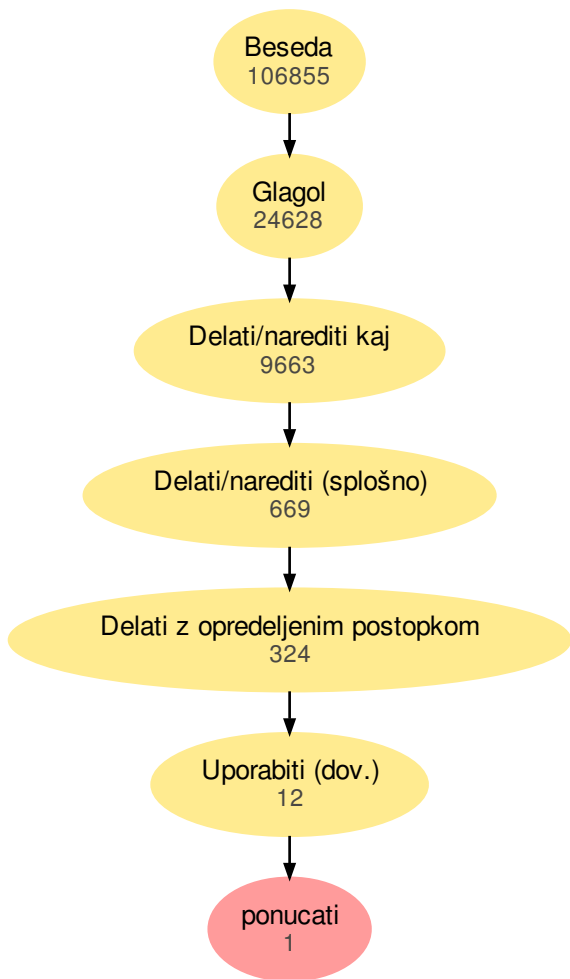 Beseda
106855
Glagol
24628
Delati/narediti kaj
9663
Delati/narediti (splošno)
669
Delati z opredeljenim postopkom
324
Uporabiti (dov.)
12
ponucati
1